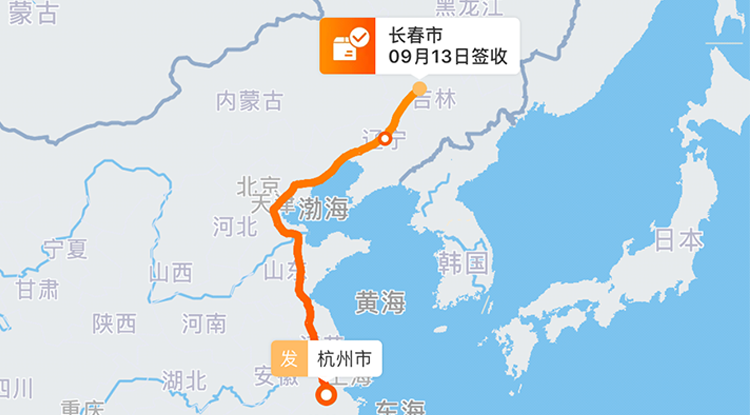 蒙古
黑龙江
长春市
09月13日签收
内蒙古
吉林
辽宁
北京
天津
渤海
河北
日本
宁夏
韩国
山西
山东
甘肃
黄海
陕西
河南
发
杭州市
安徽
上海
湖北
四川
重庆
东海